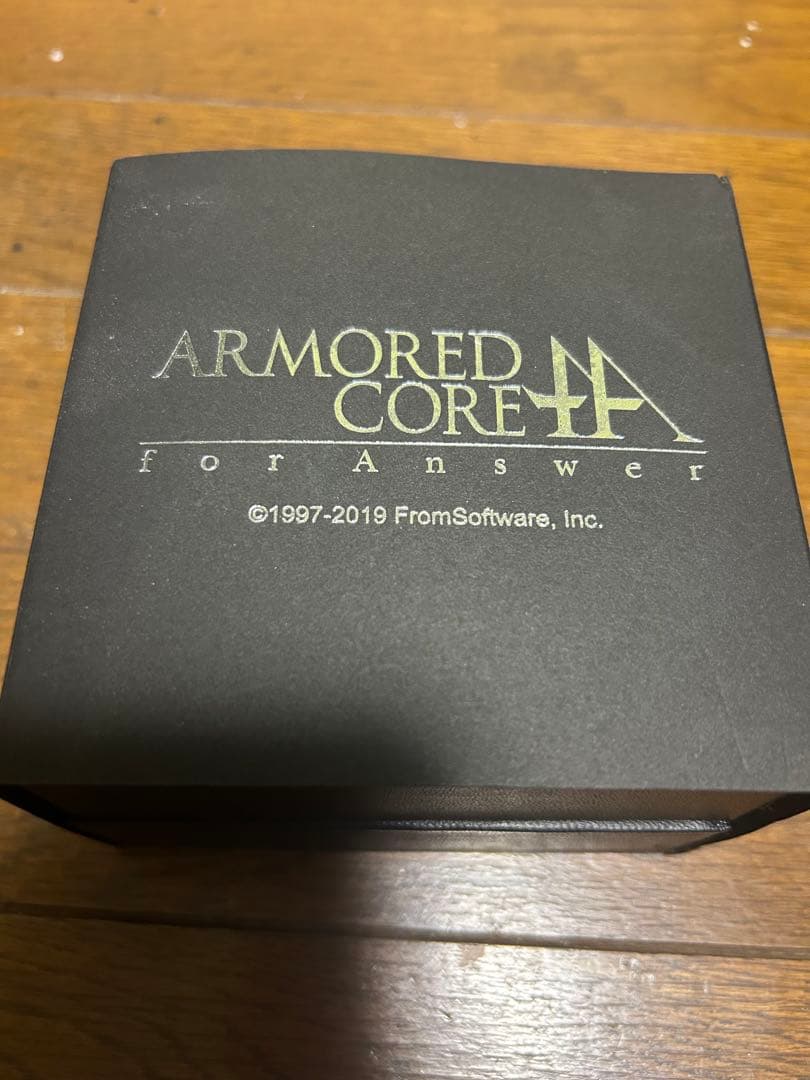 ARMORED
CORE
for Answer
©1997-2019 FromSoftware, Inc.